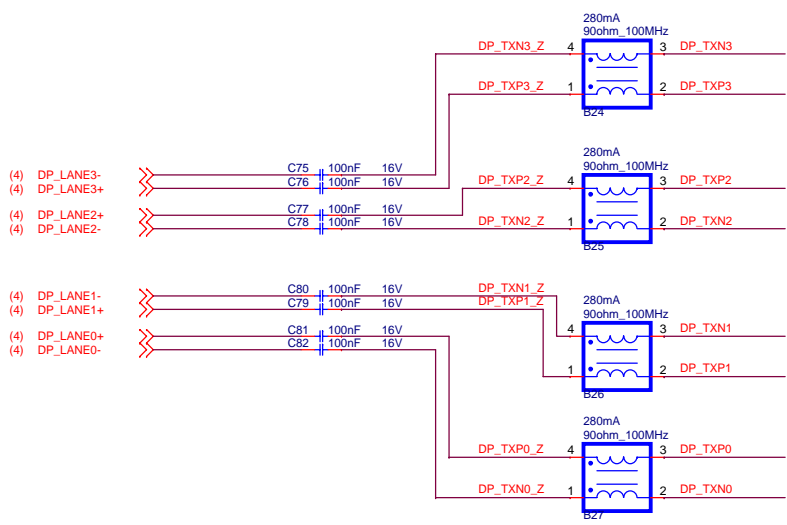 280mA
90ohm_100MHz
DP_TXN3_Z 4 3 DP_TXN3
DP_TXP3_Z 1 2 DP_TXP3
B24
280mA
90ohm_100MHz
(4) DP_LANE3- C75 100nF 16V
(4) DP_LANE3+ C76 100nF 16V
DP_TXP2_Z 4 3 DP_TXP2
(4) DP_LANE2+ C77 100nF 16V
(4) DP_LANE2- C78 100nF 16V DP_TXN2_Z 1 2 DP_TXN2
B25
(4) DP_LANE1- C80 100nF 16V DP_TXN1_Z
(4) DP_LANE1+ C79 100nF 16V DP_TXP1_Z
280mA
90ohm_100MHz
(4) DP_LANE0+ C81 100nF 16V 4 3 DP_TXN1
(4) DP_LANE0- C82 100nF 16V
1 2 DP_TXP1
B26
280mA
90ohm_100MHz
DP_TXP0_Z 4 3 DP_TXP0
DP_TXN0_Z 1 2 DP_TXN0
B27